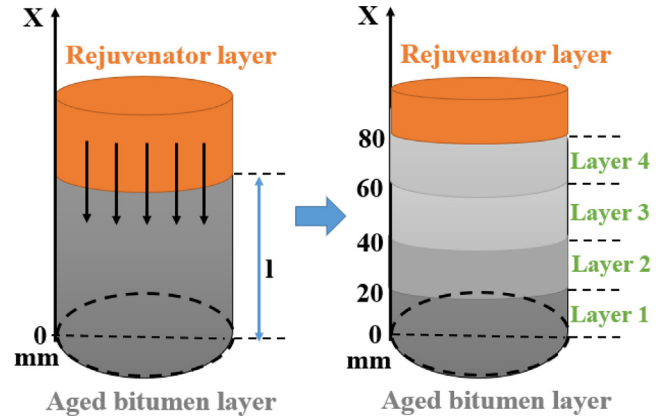 X
Rejuvenator layer
l
0
mm
Aged bitumen layer
X
Rejuvenator layer
80
Layer 4
60
Layer 3
40
Layer 2
20
Layer 1
0
mm
Aged bitumen layer